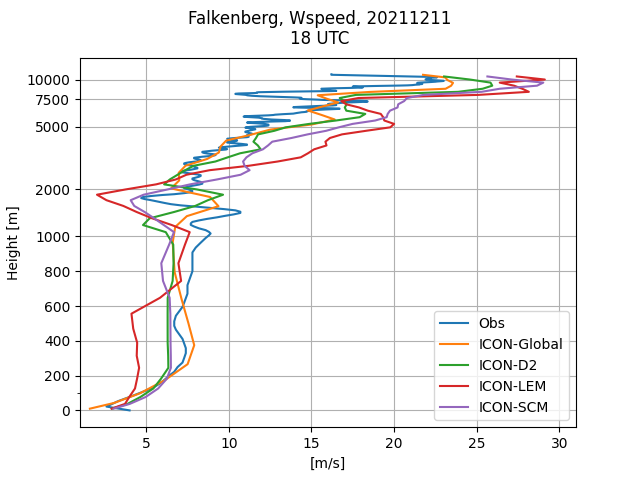 Falkenberg, Wspeed, 20211211
18 UTC
10000
7500
5000
2000
1000
800
600
400
200
0
Height [m]
Obs
ICON-Global
ICON-D2
ICON-LEM
ICON-SCM
5 10 15 20 25 30
[m/s]